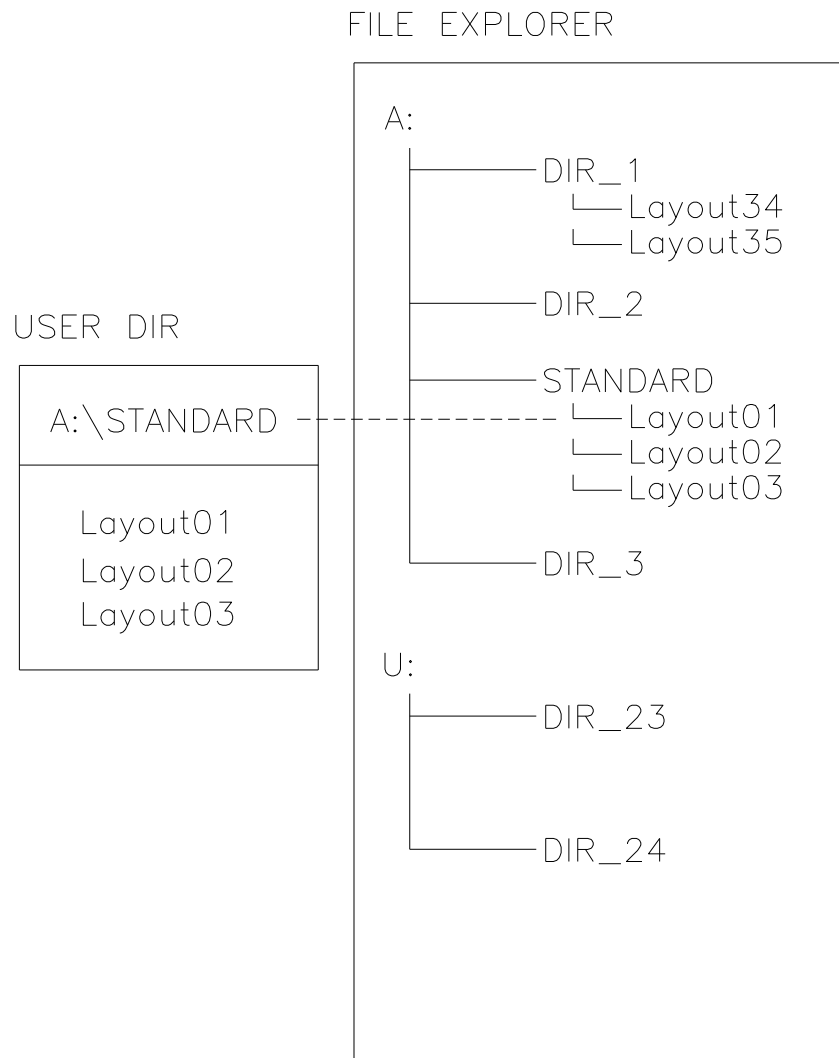 FILE EXPLORER
A:
DIR_1
Layout34
Layout35
DIR_2
USER DIR
STANDARD
A:\STANDARD
Layout01
Layout02
Layout03
Layout01
Layout02
Layout03
DIR_3
U:
DIR_23
DIR_24